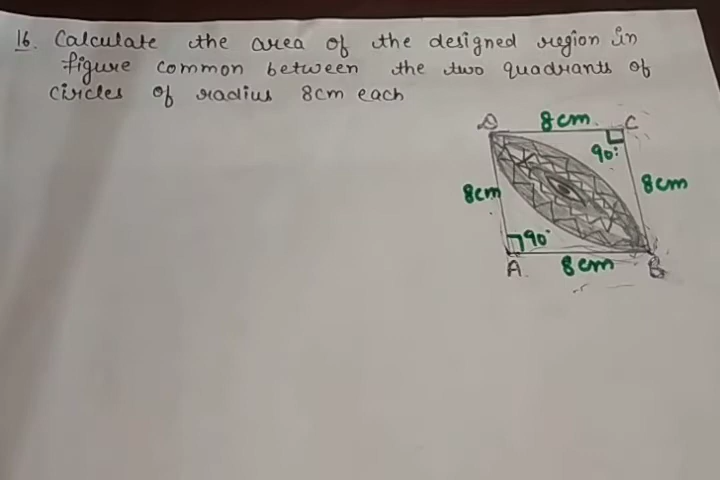 16. Calculate the area of the designed region in
figure common between the two quadrants of
circles of radius 8cm each
D 8cm C
90°
8cm 8cm
90°
A 8cm B